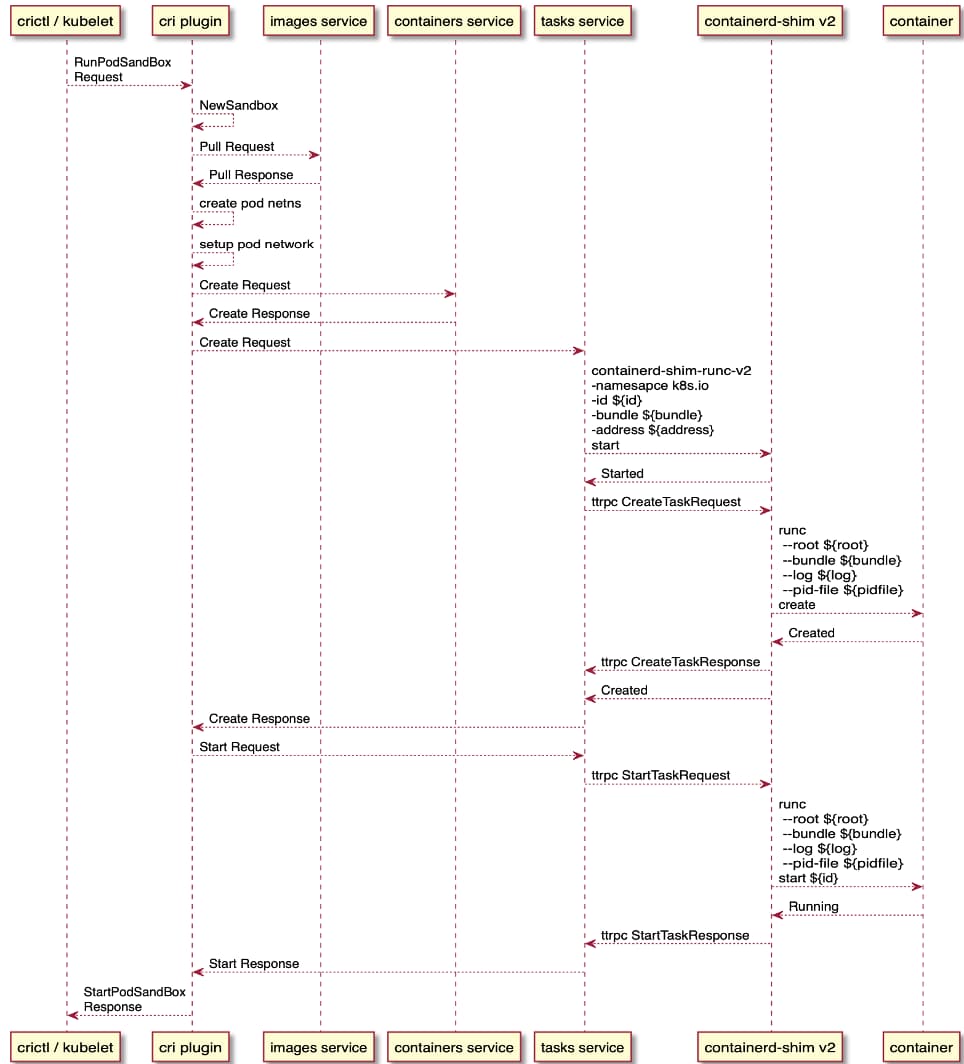 crictl / kubelet
cri plugin
images service
containers service
tasks service
containerd-shim v2
container
RunPodSandBox
Request
NewSandbox
Pull Request
Pull Response
create pod netns
setup pod network
Create Request
Create Response
Create Request
containerd-shim-runc-v2
-namesapce k8s.io
-id ${id}
-bundle ${bundle}
-address ${address}
start
Started
ttrpc CreateTaskRequest
runc
--root ${root}
--bundle ${bundle}
--log ${log}
--pid-file ${pidfile}
create
Created
ttrpc CreateTaskResponse
Created
Create Response
Start Request
ttrpc StartTaskRequest
runc
--root ${root}
--bundle ${bundle}
--log ${log}
--pid-file ${pidfile}
start ${id}
Running
ttrpc StartTaskResponse
Start Response
StartPodSandBox
Response
crictl / kubelet
cri plugin
images service
containers service
tasks service
containerd-shim v2
container